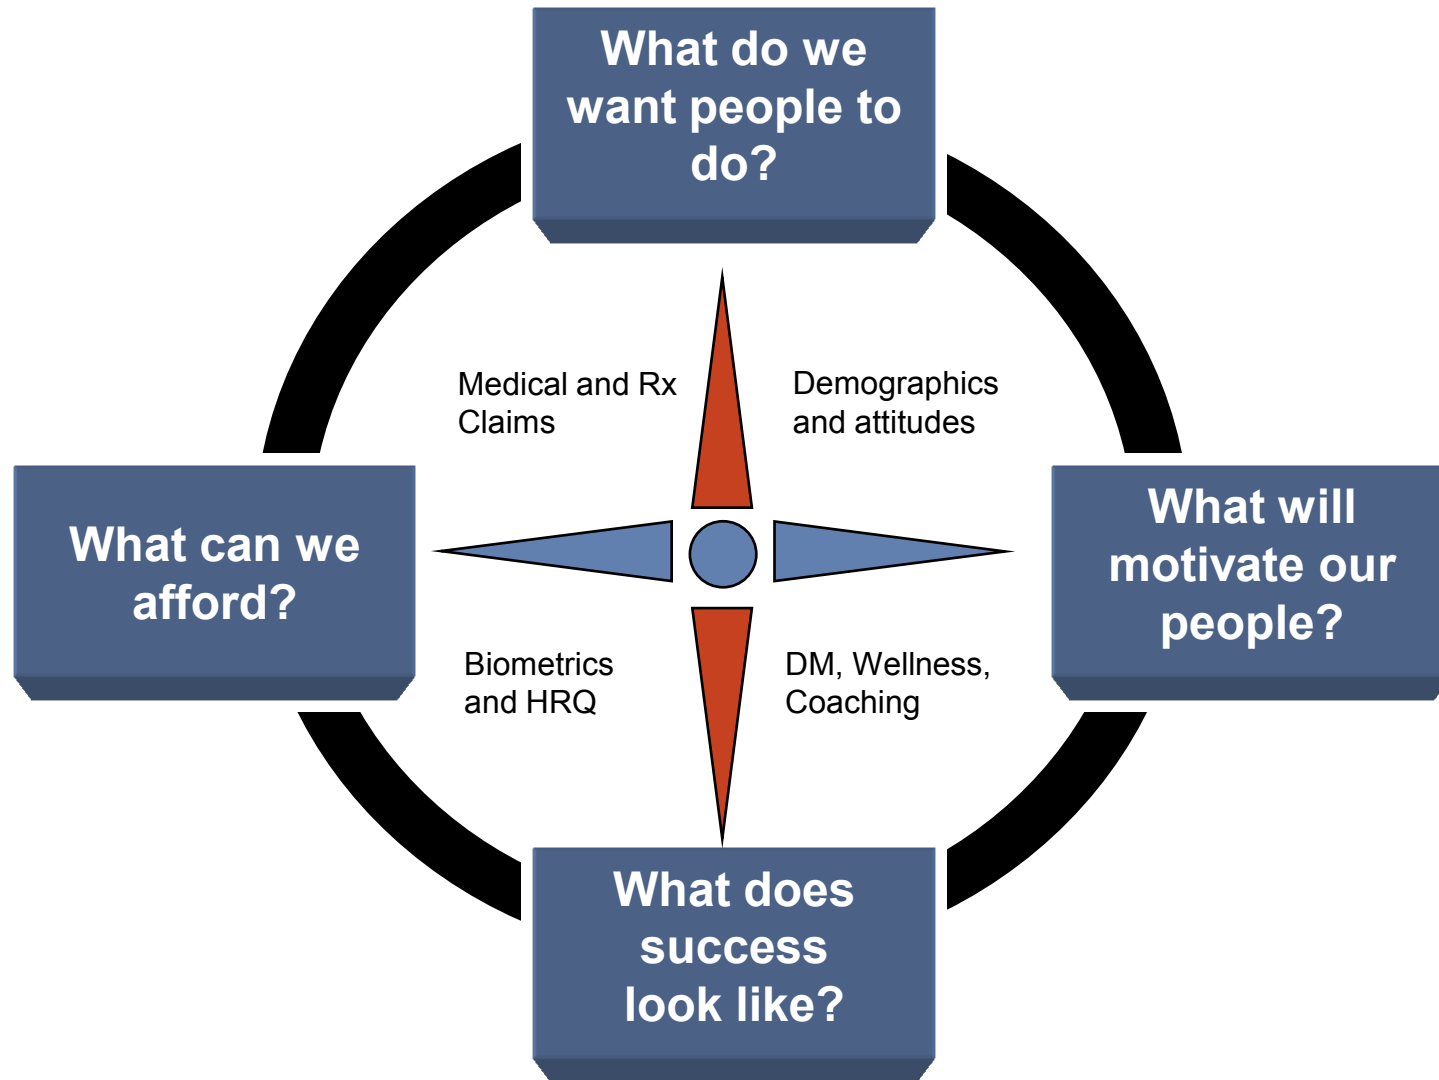 What do we
want people to
do?
Medical and Rx
Claims
Demographics
and attitudes
What can we
afford?
What will
motivate our
people?
Biometrics
and HRQ
DM, Wellness,
Coaching
What does
success
look like?